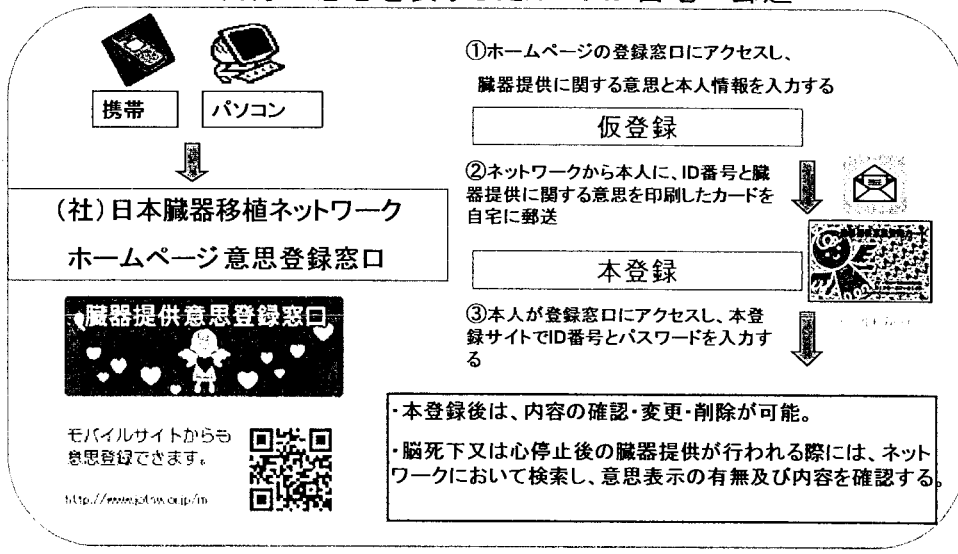 携帯
パソコン
(社)日本臓器移植ネットワーク
ホームページ意思登録窓口
臓器提供意思登録窓口
モバイルサイトからも
意思登録できます。
①ホームページの登録窓口にアクセスし、
臓器提供に関する意思と本人情報を入力する
仮登録
②ネットワークから本人に、ID番号と臓
器提供に関する意思を印刷したカードを
自宅に郵送
本登録
③本人が登録窓口にアクセスし、本登
録サイトでID番号とパスワードを入力す
る
・本登録後は、内容の確認・変更・削除が可能。
・脳死下又は心停止後の臓器提供が行われる際には、ネット
ワークにおいて検索し、意思表示の有無及び内容を確認する。